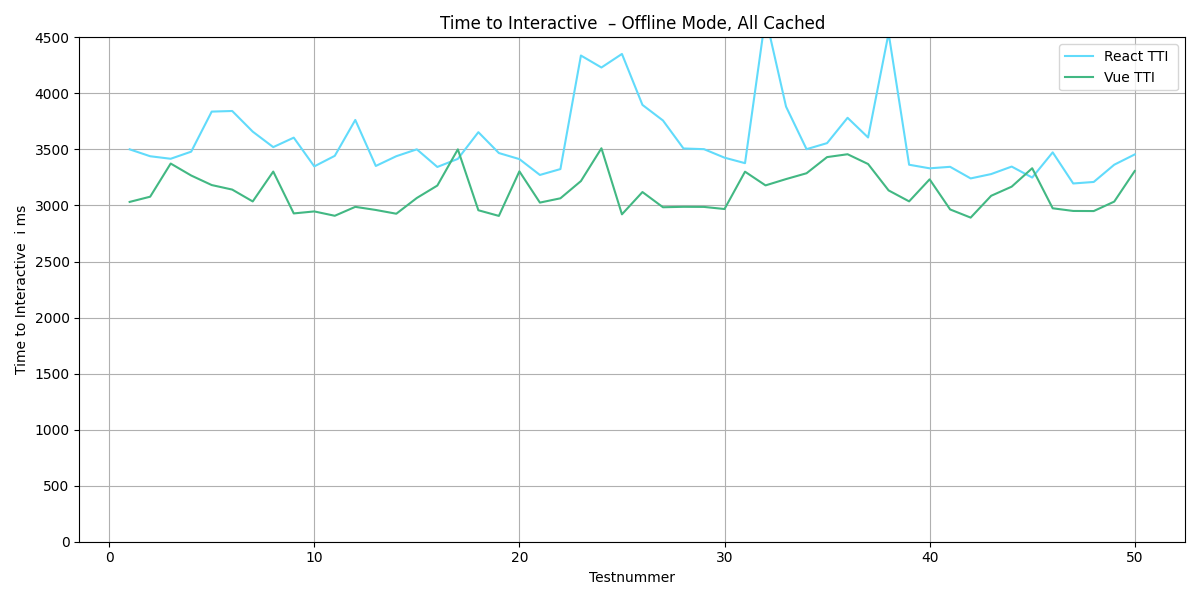 Time to Interactive  – Offline Mode, All Cached
React TTI
Vue TTI
Time to Interactive  i ms
4500
4000
3500
3000
2500
2000
1500
1000
500
0
0 10 20 30 40 50
Testnummer